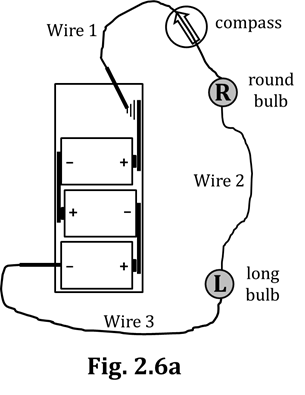 Wire 1
compass
R
round
bulb
- +
Wire 2
+ -
- +
L
long
bulb
Wire 3
Fig. 2.6a